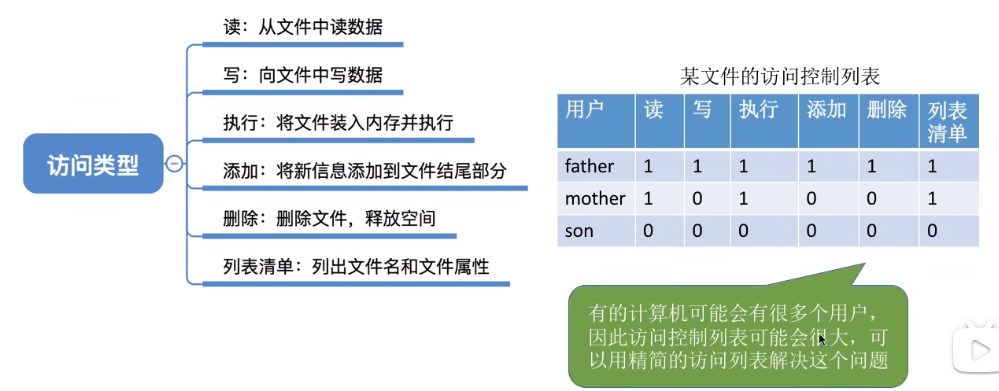 访问类型
读：从文件中读数据
写：向文件中写数据
执行：将文件装入内存并执行
添加：将新信息添加到文件结尾部分
删除：删除文件，释放空间
列表清单：列出文件名和文件属性
某文件的访问控制列表
用户 读 写 执行 添加 删除 列表
清单
father 1 1 1 1 1 1
mother 1 0 1 0 0 1
son 0 0 0 0 0 0
有的计算机可能会有很多个用户，
因此访问控制列表可能会很大，可
以用精简的访问列表解决这个问题